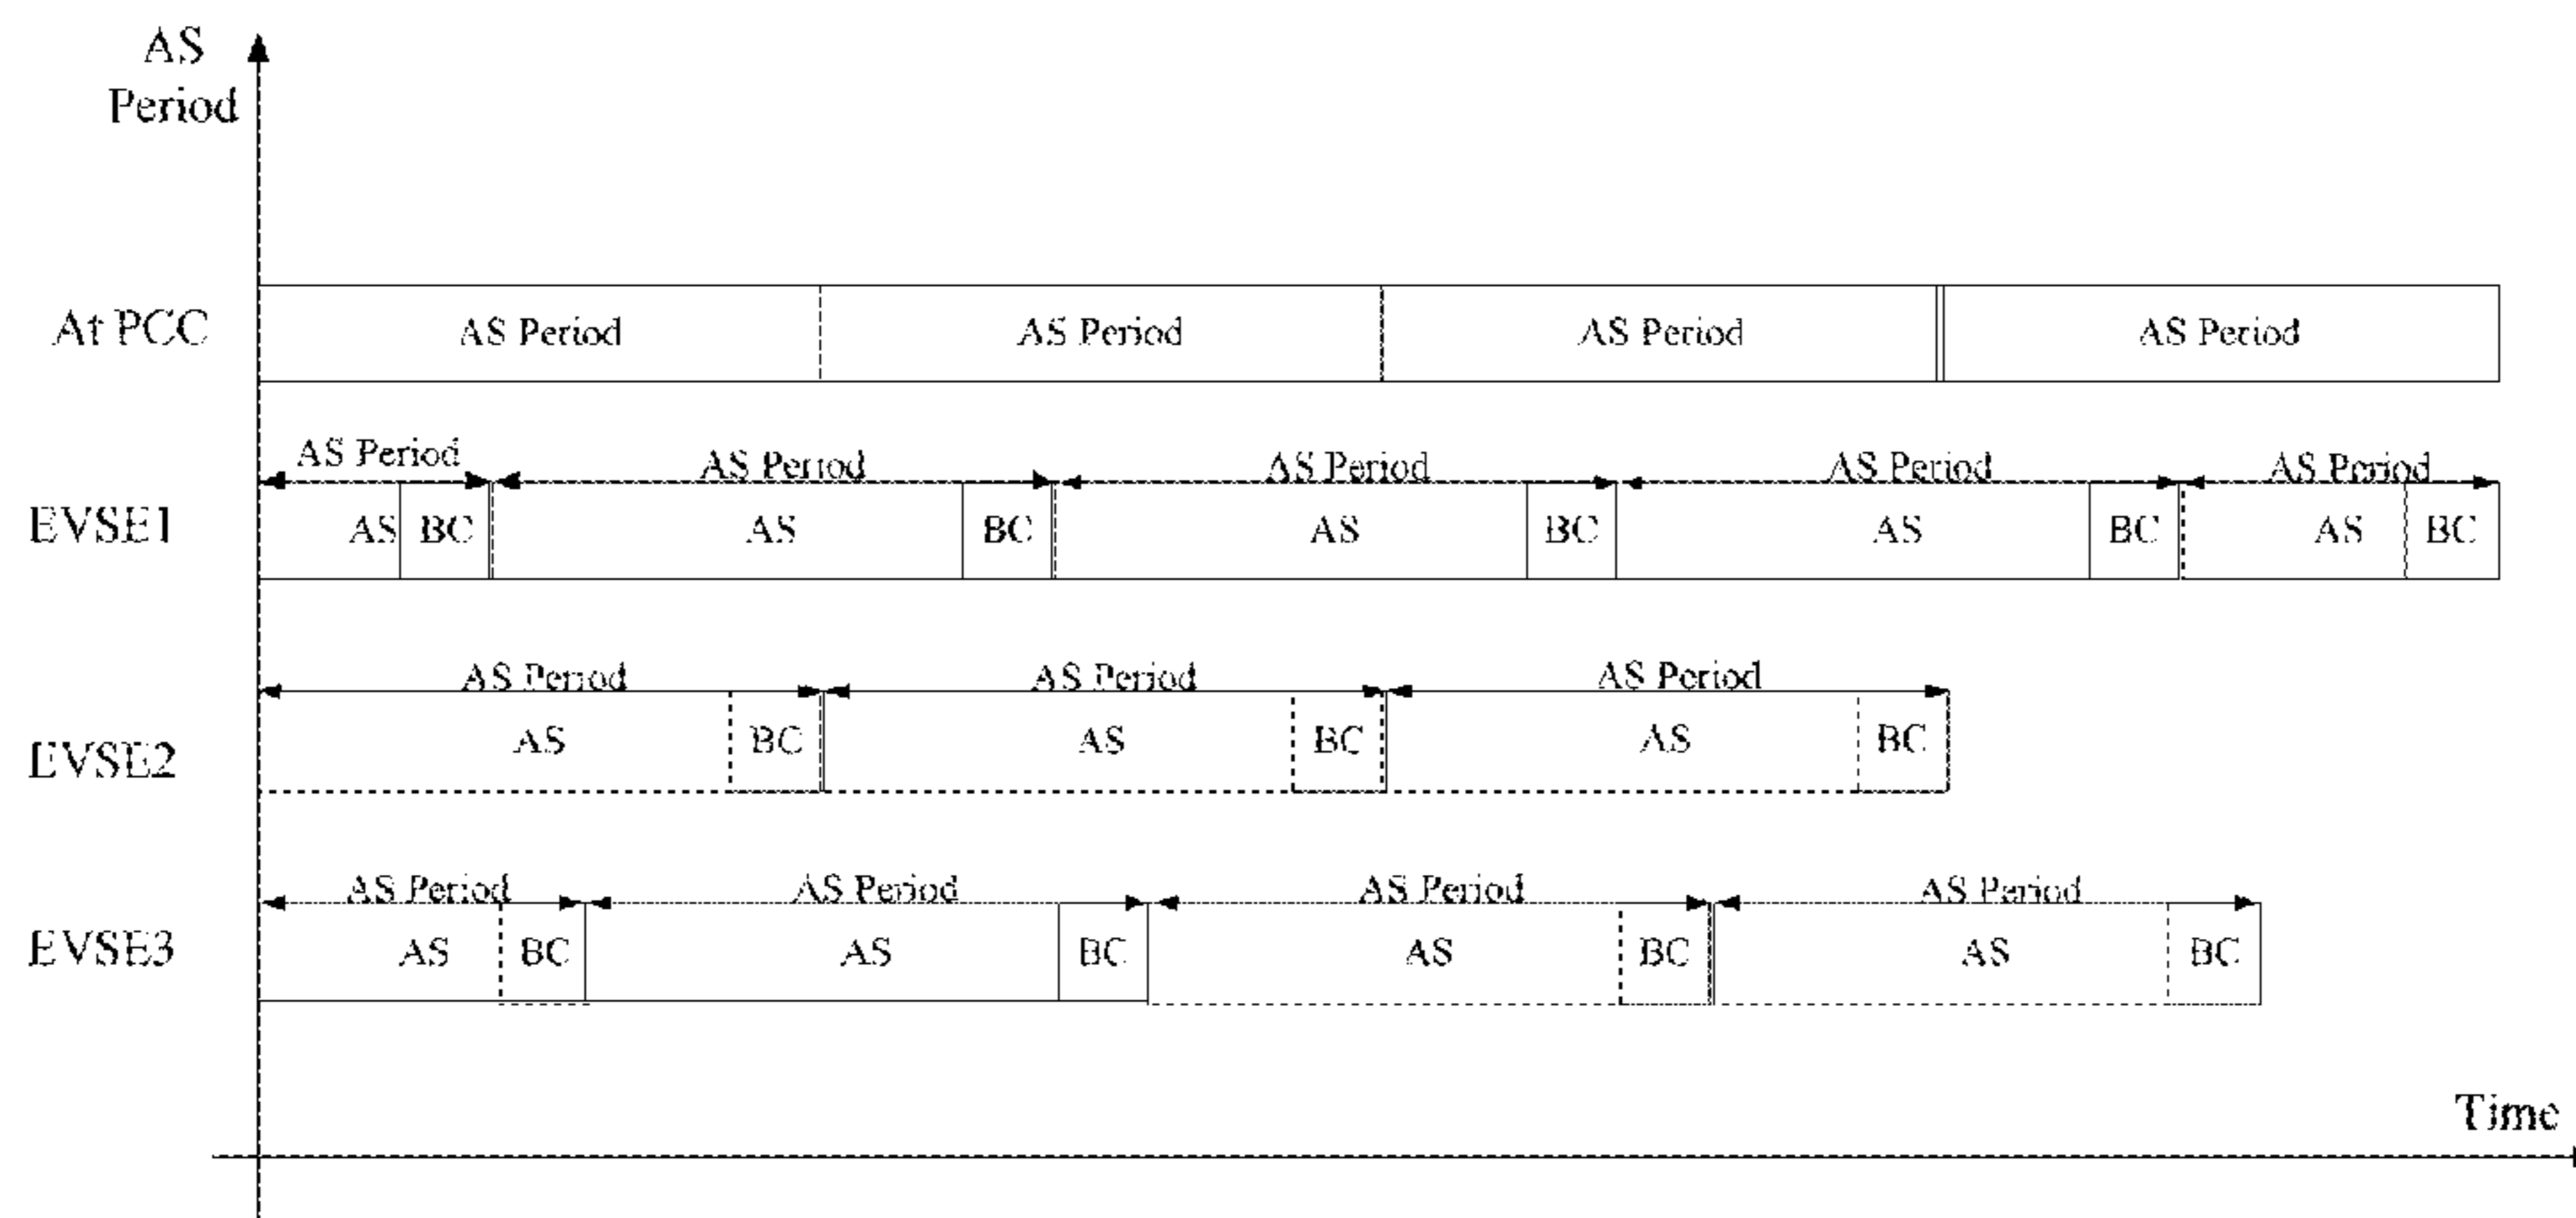 AS
Period
At PCC
AS Period AS Period AS Period AS Period
AS Period AS Period AS Period AS Period AS Period
EVSE1
AS BC AS BC AS BC AS BC AS BC
AS Period AS Period AS Period
EVSE2
AS BC AS BC AS BC
AS Period AS Period AS Period AS Period
EVSE3
AS BC AS BC AS BC AS BC
Time